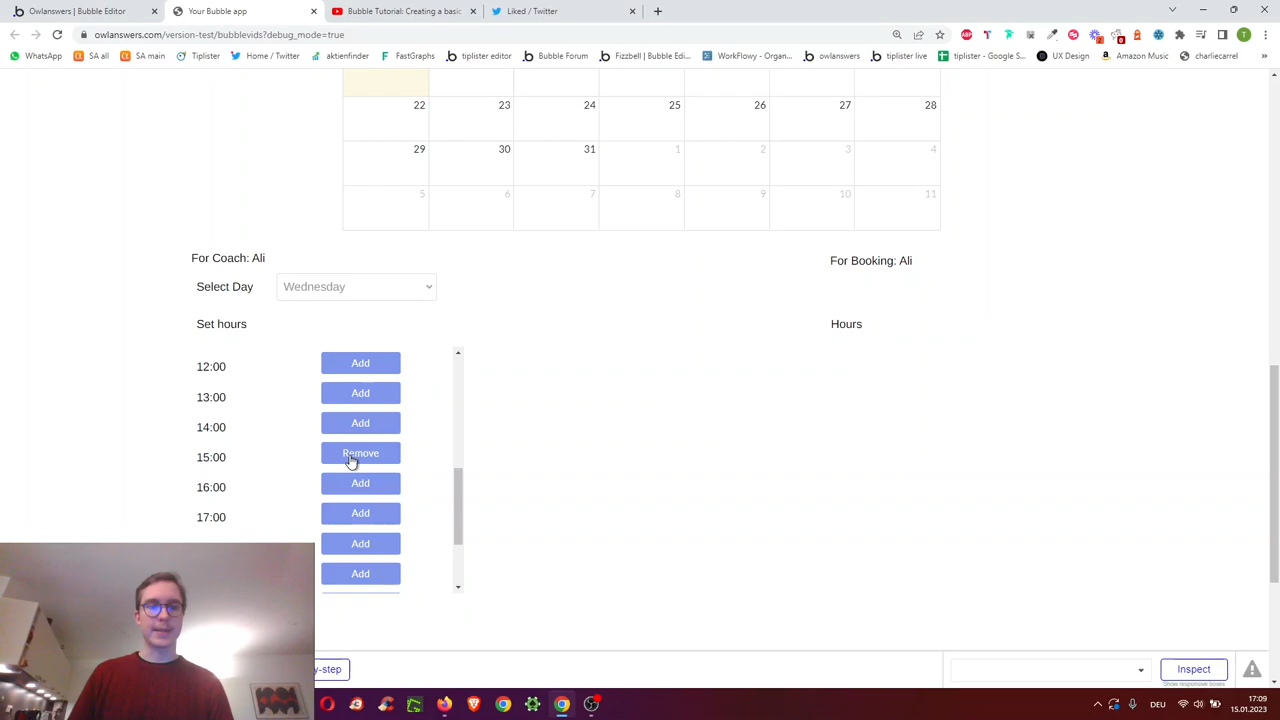 Owlanswers | Bubble Editor
Your Bubble app
Bubble Tutorial: Creating a basic
Liked / Twitter
owlanswers.com/version-test/bubblevids?debug_mode=true
WhatsApp
SA all
SA main
Tiplister
Home / Twitter
aktienfinder
FastGraphs
tiplister edito
Bubble Forum
Fizzbell | Bubble Edi...
WorkFlowy - Organ...
owlanswers
tiplister live
tiplister - Google S...
UX Design
Amazon Music
charliecarrel
22 23 24 25 26 27 28
29 30 31 1 2 3 4
5 6 7 8 9 10 11
For Coach: Ali
For Booking: Ali
Select Day
Wednesday
Set hours
Hours
12:00 Add
13:00 Add
14:00 Add
15:00 Remove
16:00 Add
17:00 Add
Add
Add
y-step
Inspect
Show responsive boxes
DEU
17:09
15.01.2023